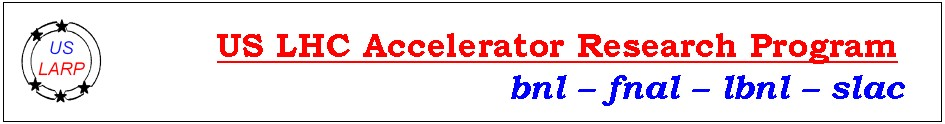 US
LARP
US LHC Accelerator Research Program
bnl – fnal – lbnl – slac